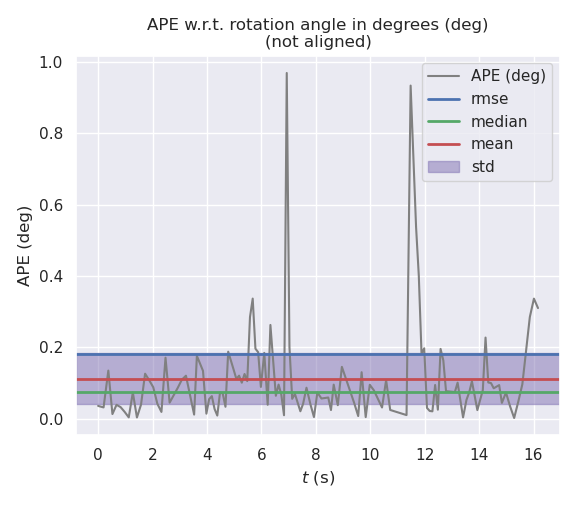 APE w.r.t. rotation angle in degrees (deg)
(not aligned)
APE (deg)
rmse
median
mean
std
APE (deg)
1.0
0.8
0.6
0.4
0.2
0.0
0 2 4 6 8 10 12 14 16
t (s)